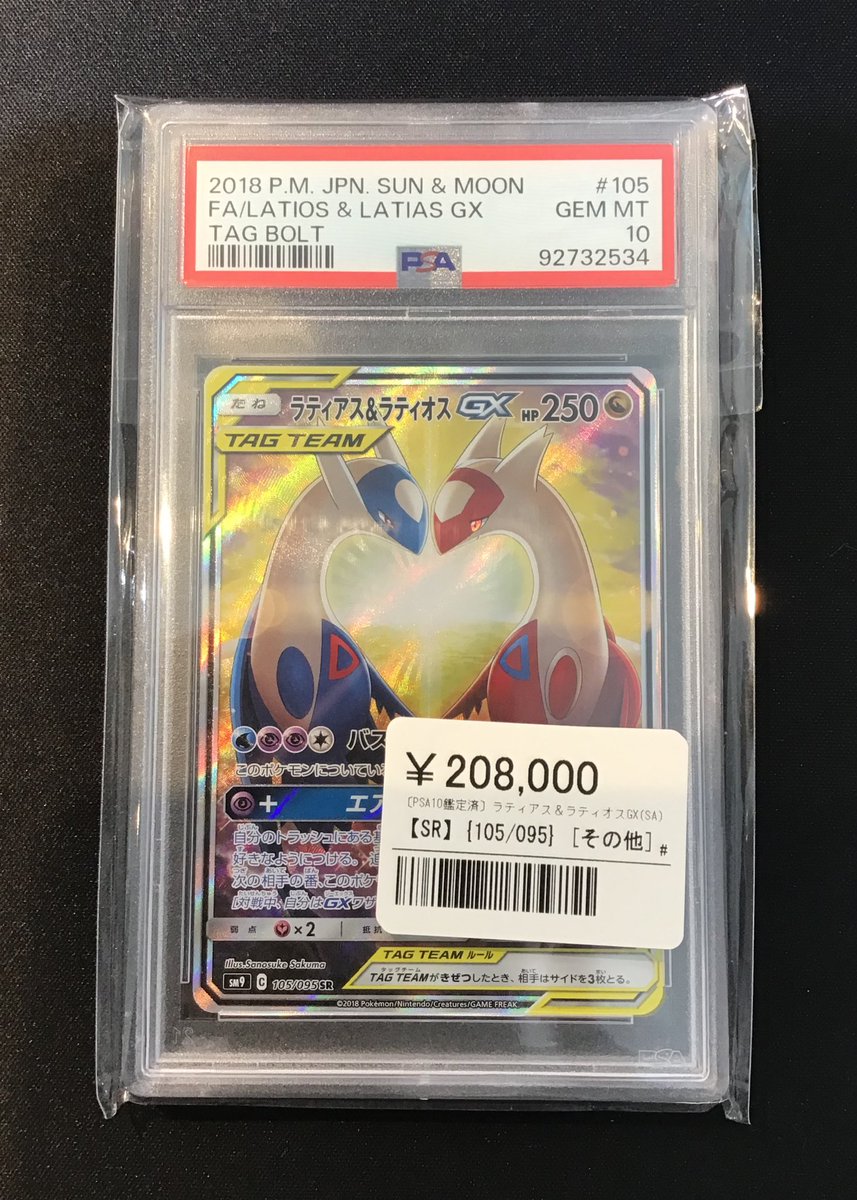 2018 P.M. JPN. SUN & MOON #105
FA/LATIOS & LATIAS GX GEM MT
TAG BOLT 10
PSA 92732534
たね ラティアス&ラティオスGX HP 250
TAG TEAM
バス
このポケモンについてい
+ エア
自分のトラッシュにある
好きなようにつける。
次の相手の番、このポケ
[対戦中、自分はGXワザ
弱点 ×2 抵抗
¥208,000
〔PSA10鑑定済〕ラティアス&ラティオスGX(SA)
【SR】{105/095} [その他]#
TAG TEAM ルール
Illus.Sanosuke Sakuma
SM9 C 105/095 SR
TAG TEAMがきぜつしたとき、相手はサイドを3枚とる。
©2018 Pokémon/Nintendo/Creatures/GAME FREAK
PSA